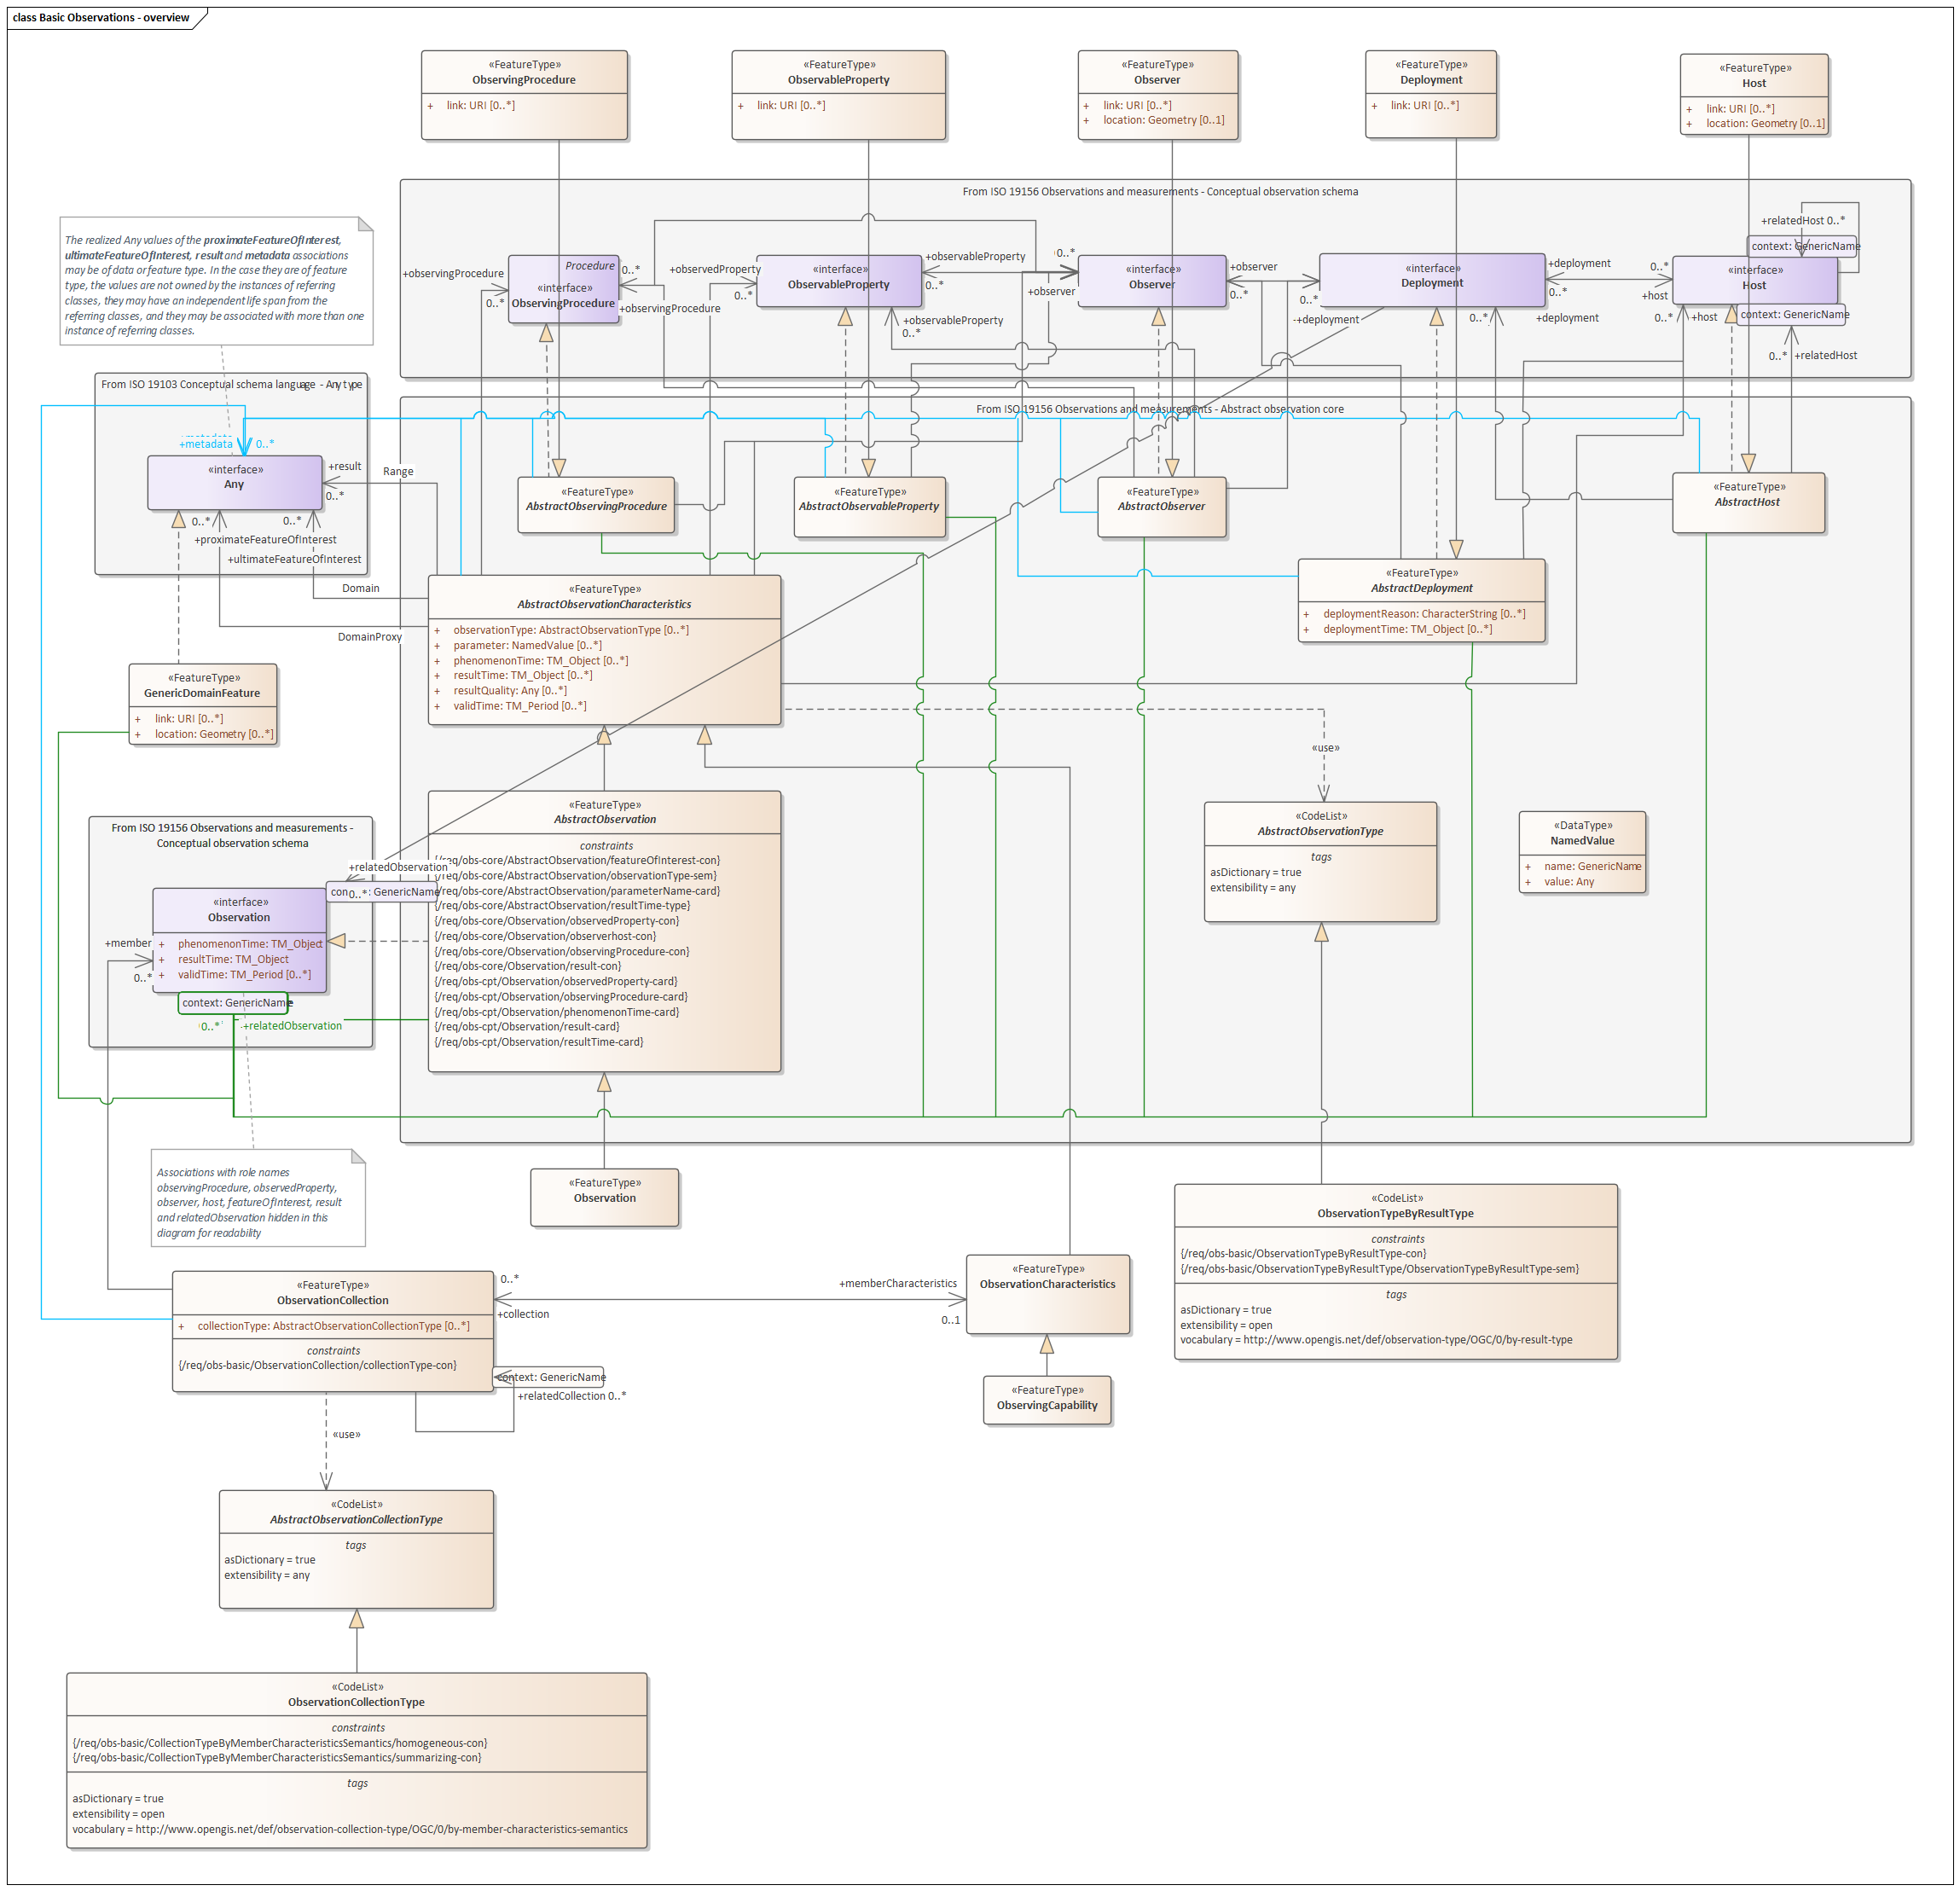 class Basic Observations - overview
«FeatureType»
ObservingProcedure
+ link: URI [0..*]
«FeatureType»
ObservableProperty
+ link: URI [0..*]
«FeatureType»
Observer
+ link: URI [0..*]
+ location: Geometry [0..1]
«FeatureType»
Deployment
+ link: URI [0..*]
«FeatureType»
Host
+ link: URI [0..*]
+ location: Geometry [0..1]
From ISO 19156 Observations and measurements - Conceptual observation schema
The realized Any values of the proximateFeatureOfInterest,
ultimateFeatureOfInterest, result and metadata associations
may be of data or feature type. In case they are of feature
type, the values are not owned by the instances of referring
classes, they may have an independent life span from the
referring classes, and they may be associated with more than one
instance of referring classes.
+observingProcedure
0..*
Procedure
«interface»
ObservingProcedure
0..*
+observingProcedure
+observedProperty
0..*
«interface»
ObservableProperty
+observableProperty
0..*
+observableProperty
0..*
0..*
+observer
«interface»
Observer
+observer
0..*
0..*
+deployment
«interface»
Deployment
+deployment
0..*
0..*
+deployment
0..*
+host
0..*
+host
«interface»
Host
+relatedHost 0..*
context: GenericName
context: GenericName
0..*
+relatedHost
From ISO 19103 Conceptual schema language - Any type
+metadata
0..*
«interface»
Any
+result
0..*
Range
0..*
0..*
+proximateFeatureOfInterest
+ultimateFeatureOfInterest
Domain
DomainProxy
From ISO 19156 Observations and measurements - Abstract observation core
«FeatureType»
AbstractObservingProcedure
«FeatureType»
AbstractObservableProperty
«FeatureType»
AbstractObserver
«FeatureType»
AbstractHost
«FeatureType»
AbstractDeployment
+ deploymentReason: CharacterString [0..*]
+ deploymentTime: TM_Object [0..*]
«FeatureType»
AbstractObservationCharacteristics
+ observationType: AbstractObservationType [0..*]
+ parameter: NamedValue [0..*]
+ phenomenonTime: TM_Object [0..*]
+ resultTime: TM_Object [0..*]
+ resultQuality: Any [0..*]
+ validTime: TM_Period [0..*]
«FeatureType»
GenericDomainFeature
+ link: URI [0..*]
+ location: Geometry [0..*]
«use»
«FeatureType»
AbstractObservation
constraints
{/req/obs-core/AbstractObservation/featureOfInterest-con}
{/req/obs-core/AbstractObservation/observationType-sem}
{/req/obs-core/AbstractObservation/parameterName-card}
{/req/obs-core/AbstractObservation/resultTime-type}
{/req/obs-core/Observation/observedProperty-con}
{/req/obs-core/Observation/observerhost-con}
{/req/obs-core/Observation/observingProcedure-con}
{/req/obs-core/Observation/result-con}
{/req/obs-cpt/Observation/observedProperty-card}
{/req/obs-cpt/Observation/observingProcedure-card}
{/req/obs-cpt/Observation/phenomenonTime-card}
{/req/obs-cpt/Observation/result-card}
{/req/obs-cpt/Observation/resultTime-card}
«CodeList»
AbstractObservationType
tags
asDictionary = true
extensibility = any
«DataType»
NamedValue
+ name: GenericName
+ value: Any
From ISO 19156 Observations and measurements -
Conceptual observation schema
+relatedObservation
0..* : GenericName
«interface»
Observation
+ phenomenonTime: TM_Object
+ resultTime: TM_Object
+ validTime: TM_Period [0..*]
+member
0..*
context: GenericName
0..*
+relatedObservation
Associations with role names
observingProcedure, observedProperty,
observer, host, featureOfInterest, result
and relatedObservation hidden in this
diagram for readability
«FeatureType»
Observation
«CodeList»
ObservationTypeByResultType
constraints
{/req/obs-basic/ObservationTypeByResultType-con}
{/req/obs-basic/ObservationTypeByResultType/ObservationTypeByResultType-sem}
tags
asDictionary = true
extensibility = open
vocabulary = http://www.opengis.net/def/observation-type/OGC/0/by-result-type
«FeatureType»
ObservationCollection
+ collectionType: AbstractObservationCollectionType [0..*]
constraints
{/req/obs-basic/ObservationCollection/collectionType-con}
0..*
+collection
+memberCharacteristics
0..1
«FeatureType»
ObservationCharacteristics
context: GenericName
+relatedCollection 0..*
«FeatureType»
ObservingCapability
«use»
«CodeList»
AbstractObservationCollectionType
tags
asDictionary = true
extensibility = any
«CodeList»
ObservationCollectionType
constraints
{/req/obs-basic/CollectionTypeByMemberCharacteristicsSemantics/homogeneous-con}
{/req/obs-basic/CollectionTypeByMemberCharacteristicsSemantics/summarizing-con}
tags
asDictionary = true
extensibility = open
vocabulary = http://www.opengis.net/def/observation-collection-type/OGC/0/by-member-characteristics-semantics